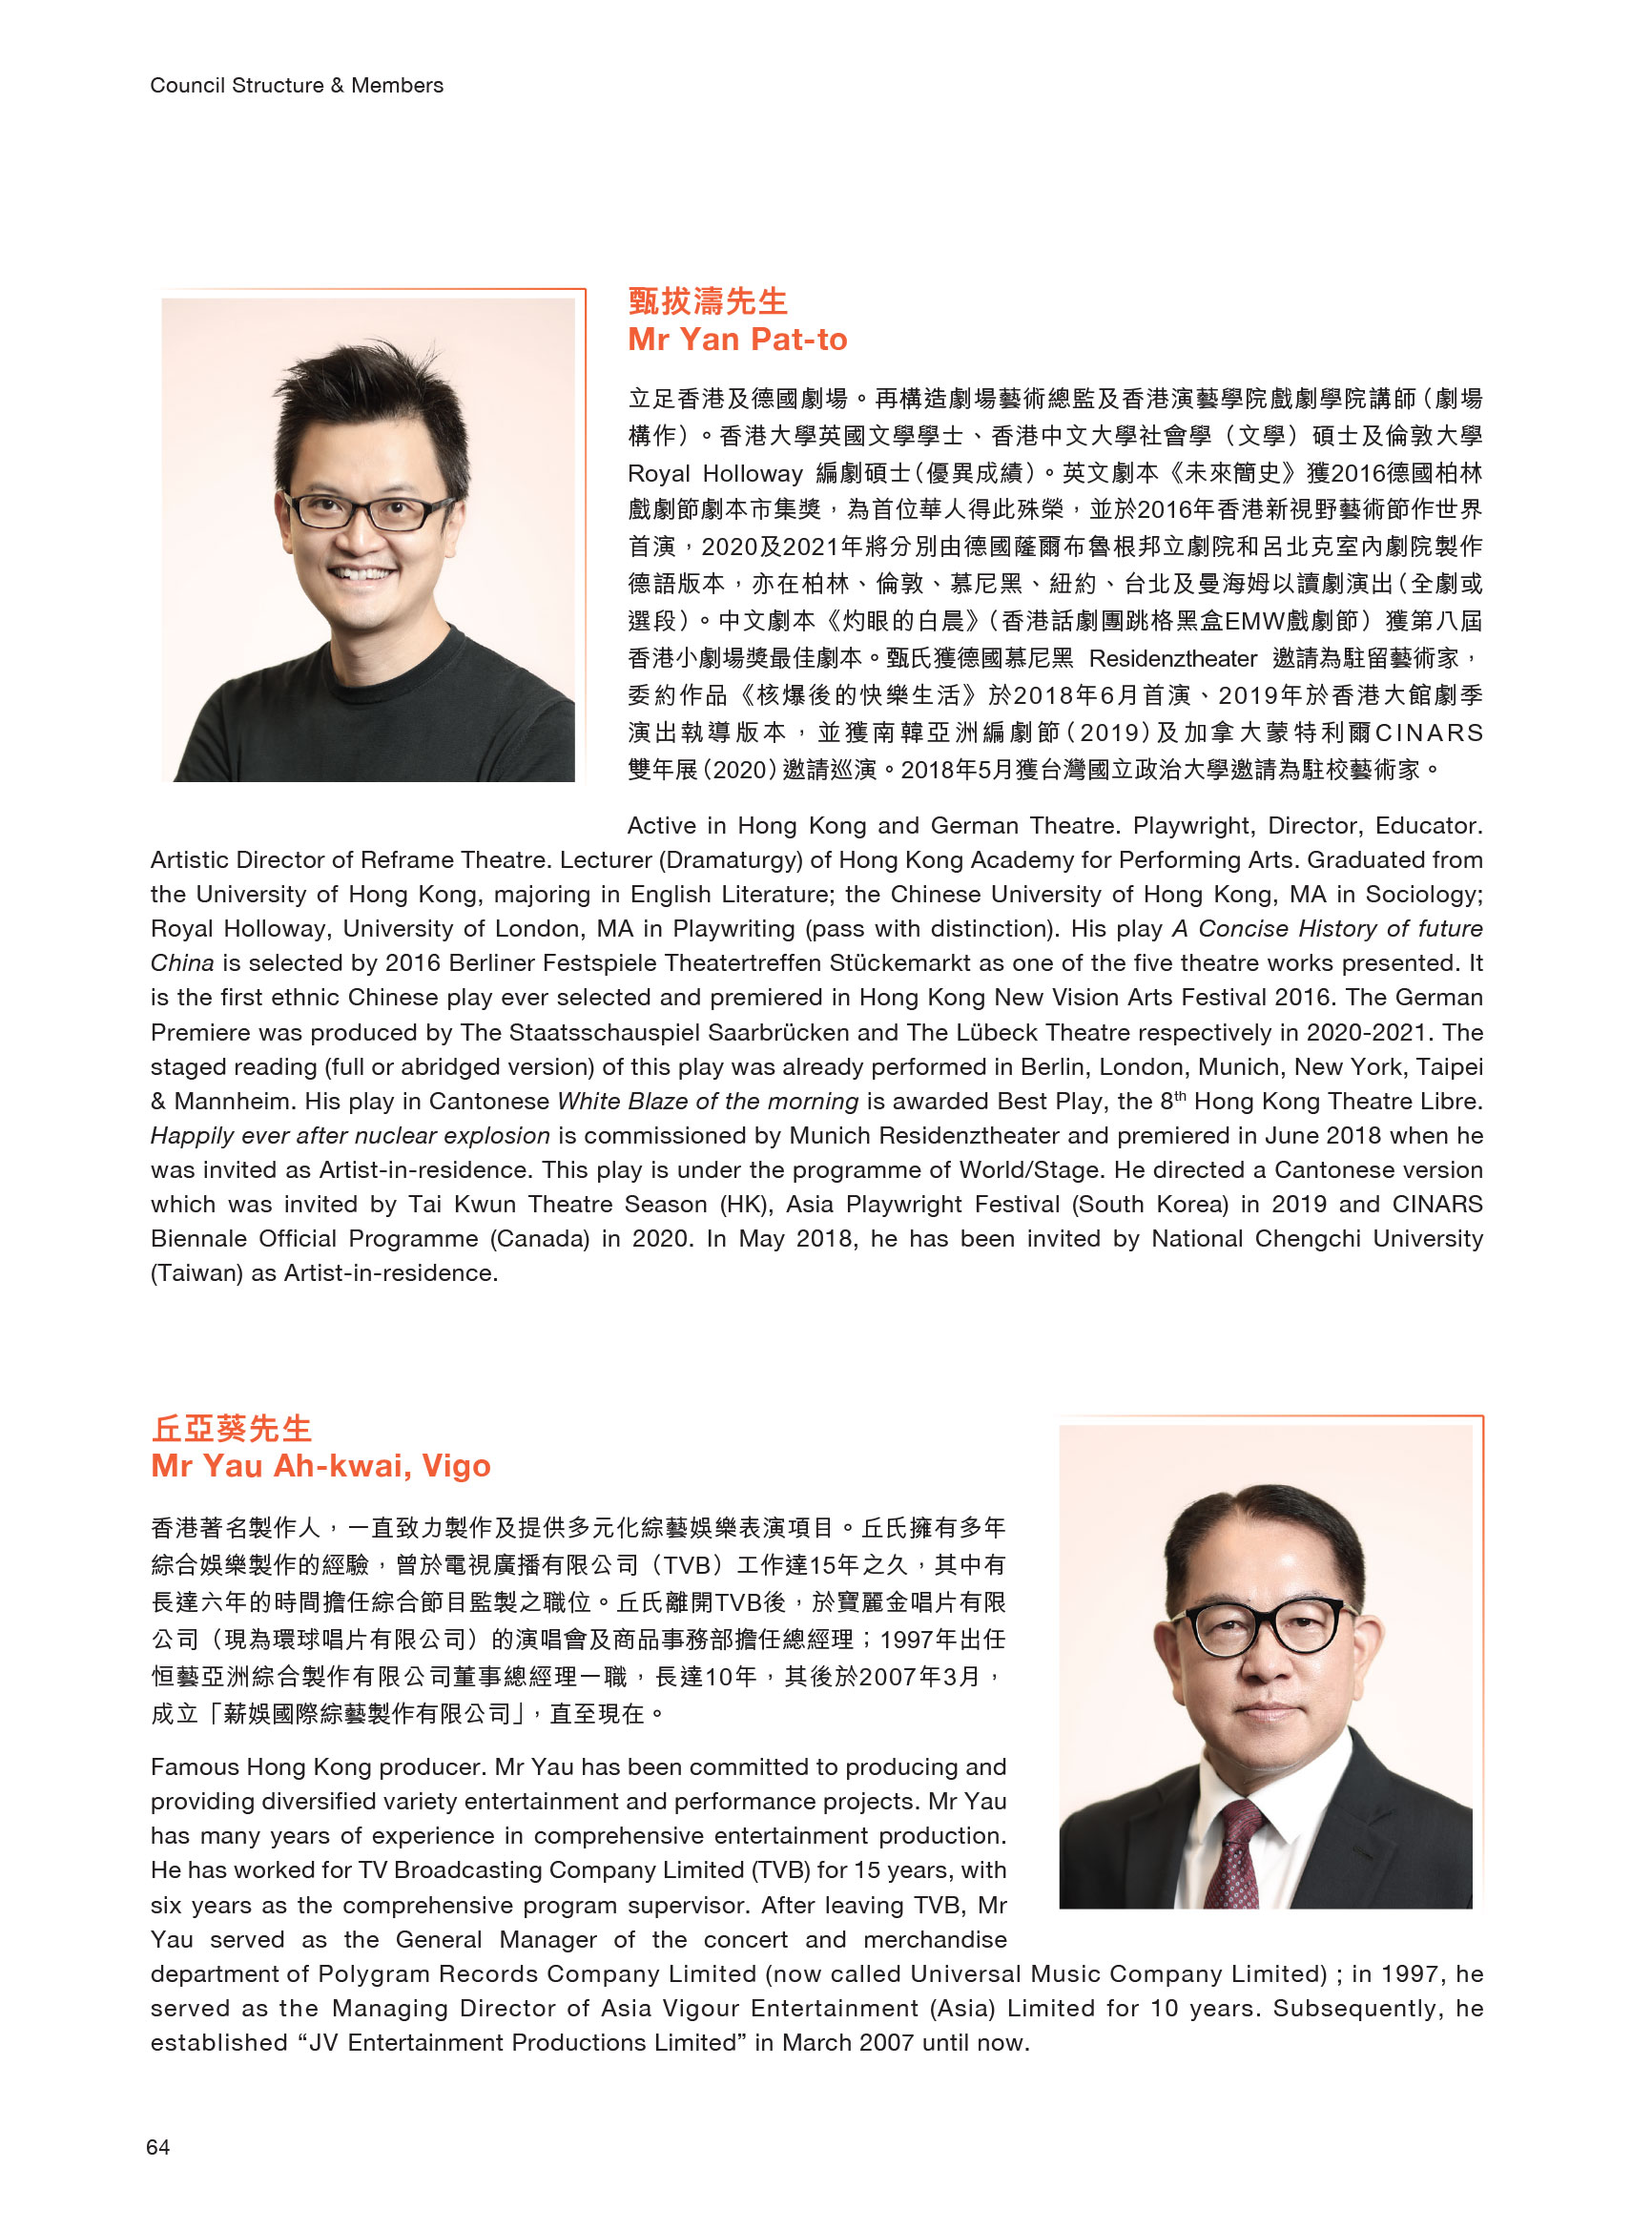 Council Structure & Members
甄拔濤先生
Mr Yan Pat-to
立足香港及德國劇場。再構造劇場藝術總監及香港演藝學院戲劇學院講師（劇場
構作）。香港大學英國文學學士、香港中文大學社會學（文學）碩士及倫敦大學
Royal Holloway 編劇碩士（優異成績）。英文劇本《未來簡史》獲2016德國柏林
戲劇節劇本市集獎，為首位華人得此殊榮，並於2016年香港新視野藝術節作世界
首演，2020及2021年將分別由德國薩爾布魯根邦立劇院和呂北克室內劇院製作
德語版本，亦在柏林、倫敦、慕尼黑、紐約、台北及曼海姆以讀劇演出（全劇或
選段）。中文劇本《灼眼的白晨》（香港話劇團跳格黑盒EMW戲劇節）獲第八屆
香港小劇場獎最佳劇本。甄氏獲德國慕尼黑 Residenztheater 邀請為駐留藝術家，
委約作品《核爆後的快樂生活》於2018年6月首演、2019年於香港大館劇季
演出執導版本，並獲南韓亞洲編劇節（2019）及加拿大蒙特利爾CINARS
雙年展（2020）邀請巡演。2018年5月獲台灣國立政治大學邀請為駐校藝術家。
Active in Hong Kong and German Theatre. Playwright, Director, Educator.
Artistic Director of Reframe Theatre. Lecturer (Dramaturgy) of Hong Kong Academy for Performing Arts. Graduated from
the University of Hong Kong, majoring in English Literature; the Chinese University of Hong Kong, MA in Sociology;
Royal Holloway, University of London, MA in Playwriting (pass with distinction). His play A Concise History of future
China is selected by 2016 Berliner Festspiele Theatertreffen Stückemarkt as one of the five theatre works presented. It
is the first ethnic Chinese play ever selected and premiered in Hong Kong New Vision Arts Festival 2016. The German
Premiere was produced by The Staatsschauspiel Saarbrücken and The Lübeck Theatre respectively in 2020-2021. The
staged reading (full or abridged version) of this play was already performed in Berlin, London, Munich, New York, Taipei
& Mannheim. His play in Cantonese White Blaze of the morning is awarded Best Play, the 8th Hong Kong Theatre Libre.
Happily ever after nuclear explosion is commissioned by Munich Residenztheater and premiered in June 2018 when he
was invited as Artist-in-residence. This play is under the programme of World/Stage. He directed a Cantonese version
which was invited by Tai Kwun Theatre Season (HK), Asia Playwright Festival (South Korea) in 2019 and CINARS
Biennale Official Programme (Canada) in 2020. In May 2018, he has been invited by National Chengchi University
(Taiwan) as Artist-in-residence.
丘亞葵先生
Mr Yau Ah-kwai, Vigo
香港著名製作人，一直致力製作及提供多元化綜藝娛樂表演項目。丘氏擁有多年
綜合娛樂製作的經驗，曾於電視廣播有限公司（TVB）工作達15年之久，其中有
長達六年的時間擔任綜合節目監製之職位。丘氏離開TVB後，於寶麗金唱片有限
公司（現為環球唱片有限公司）的演唱會及商品事務部擔任總經理；1997年出任
恒藝亞洲綜合製作有限公司董事總經理一職，長達10年，其後於2007年3月，
成立「薪娛國際綜藝製作有限公司」，直至現在。
Famous Hong Kong producer. Mr Yau has been committed to producing and
providing diversified variety entertainment and performance projects. Mr Yau
has many years of experience in comprehensive entertainment production.
He has worked for TV Broadcasting Company Limited (TVB) for 15 years, with
six years as the comprehensive program supervisor. After leaving TVB, Mr
Yau served as the General Manager of the concert and merchandise
department of Polygram Records Company Limited (now called Universal Music Company Limited) ; in 1997, he
served as the Managing Director of Asia Vigour Entertainment (Asia) Limited for 10 years. Subsequently, he
established “JV Entertainment Productions Limited” in March 2007 until now.
64